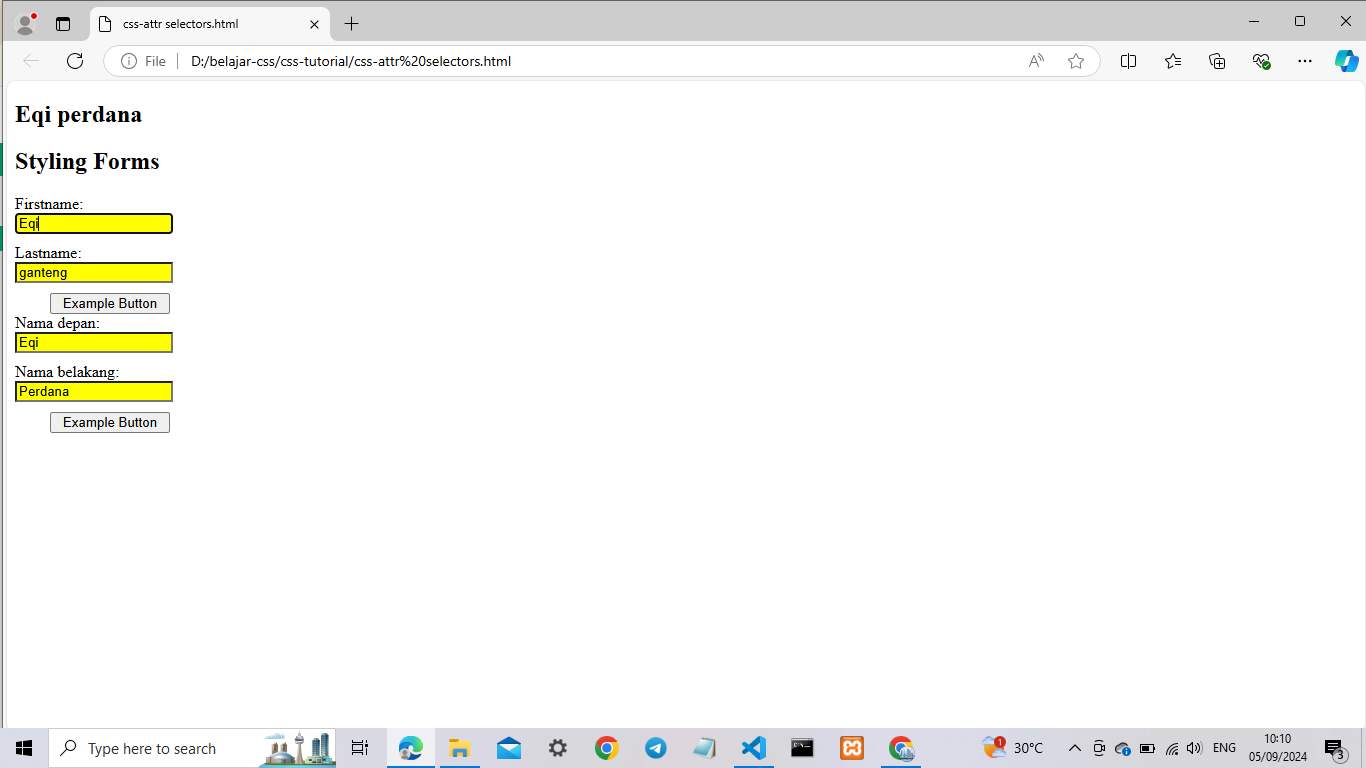 css-attr selectors.html
File
D:/belajar-css/css-tutorial/css-attr%20selectors.html
Eqi perdana
Styling Forms
Firstname:
Eqi
Lastname:
ganteng
Example Button
Nama depan:
Eqi
Nama belakang:
Perdana
Example Button
Type here to search
1
30°C
ENG
10:10
05/09/2024
3